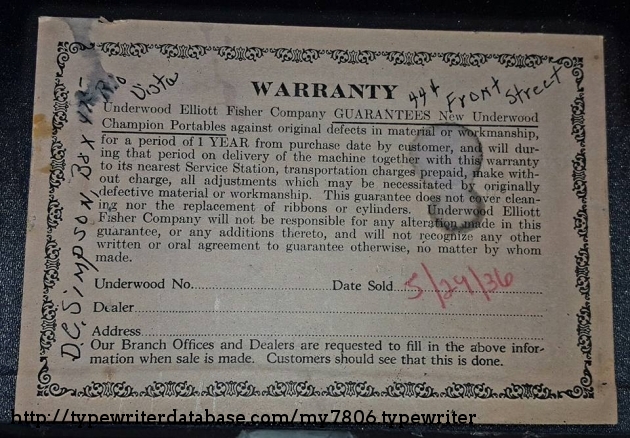 WARRANTY
Underwood Elliott Fisher Company GUARANTEES New Underwood
Champion Portables against original defects in material or workmanship,
for a period of 1 YEAR from purchase date by customer, and will dur-
ing that period on delivery of the machine together with this warranty
to its nearest Service Station, transportation charges prepaid, make with-
out charge, all adjustments which may be necessitated by originally
defective material or workmanship. This guarantee does not cover clean-
ing nor the replacement of ribbons or cylinders. Underwood Elliott
Fisher Company will not be responsible for any alteration made in this
guarantee, or any additions thereto, and will not recognize any other
written or oral agreement to guarantee otherwise, no matter by whom
made.
Underwood No. Date Sold 5/29/36
Dealer
Address
Our Branch Offices and Dealers are requested to fill in the above infor-
mation when sale is made. Customers should see that this is done.
Simpson, Box Rio
Vista
Front Street
http://typewriterdatabase.com/my7806.typewriter